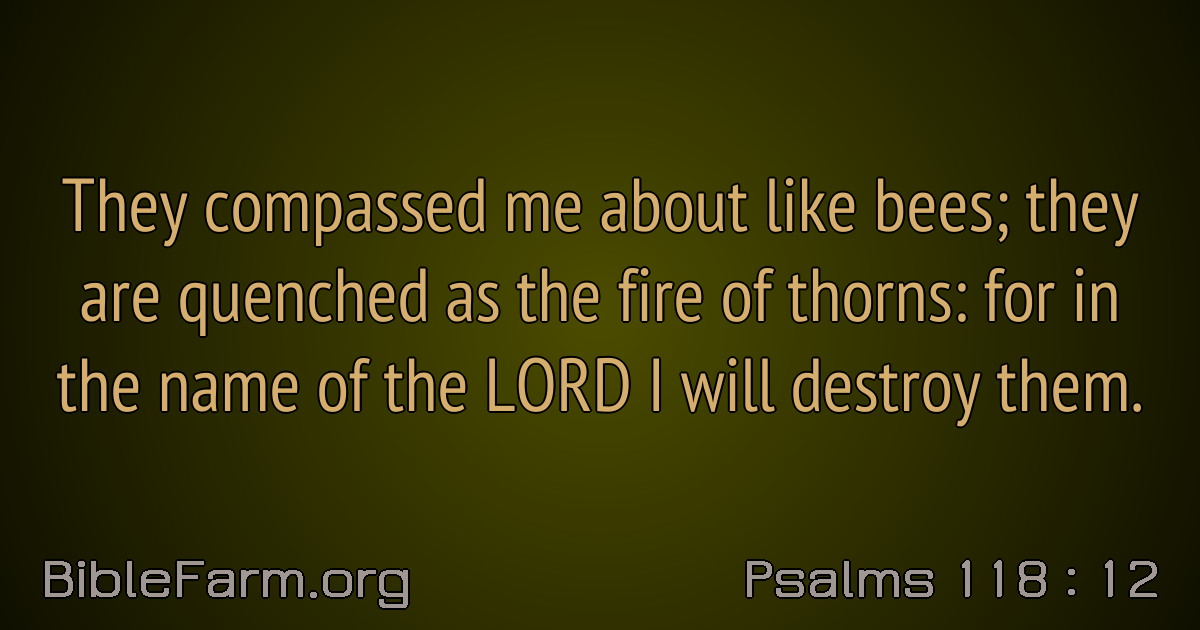 They compassed me about like bees; they
are quenched as the fire of thorns: for in
the name of the LORD I will destroy them.
BibleFarm.org
Psalms 118 : 12